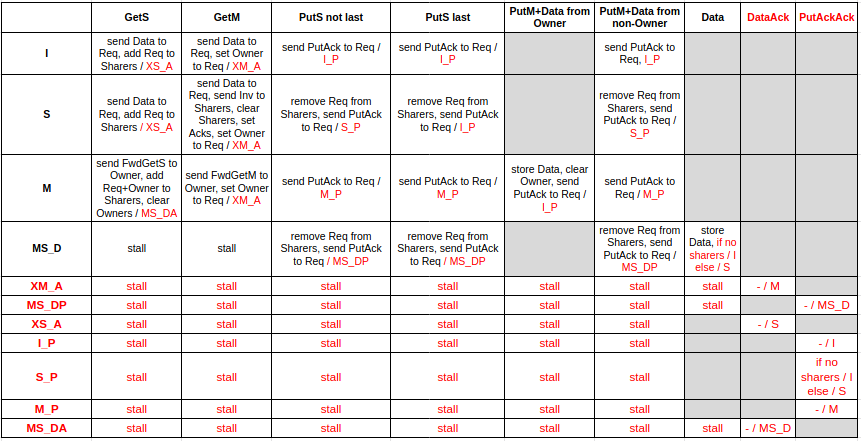 GetS GetM PutS not last PutS last PutM+Data from Owner PutM+Data from non-Owner Data DataAck PutAckAck
I
send Data to
Req, add Req to
Sharers / XS_A
send Data to
Req, set Owner
to Req / XM_A
send PutAck to Req /
I_P
send PutAck to Req /
I_P
send PutAck to
Req, I_P
S
send Data to
Req, add Req to
Sharers / XS_A
send Data to
Req, send Inv to
Sharers, clear
Sharers, set
Acks, set Owner
to Req / XM_A
remove Req from
Sharers, send PutAck
to Req / S_P
remove Req from
Sharers, send PutAck
to Req / I_P
remove Req from
Sharers, send
PutAck to Req /
S_P
M
send FwdGetS to
Owner, add
Req+Owner to
Sharers, clear
Owners / MS_DA
send FwdGetM to
Owner, set Owner
to Req / XM_A
send PutAck to Req /
M_P
send PutAck to Req /
M_P
store Data, clear
Owner, send
PutAck to Req /
I_P
send PutAck to
Req / M_P
MS_D
stall
stall
remove Req from
Sharers, send PutAck
to Req / MS_DP
remove Req from
Sharers, send PutAck
to Req / MS_DP
remove Req from
Sharers, send
PutAck to Req /
MS_DP
store
Data, if no
sharers / I
else / S
XM_A stall stall stall stall stall stall stall - / M
MS_DP stall stall stall stall stall stall stall - / MS_D
XS_A stall stall stall stall stall stall - / S
I_P stall stall stall stall stall stall - / I
S_P stall stall stall stall stall stall
if no
sharers / I
else / S
M_P stall stall stall stall stall stall - / M
MS_DA stall stall stall stall stall stall stall - / MS_D